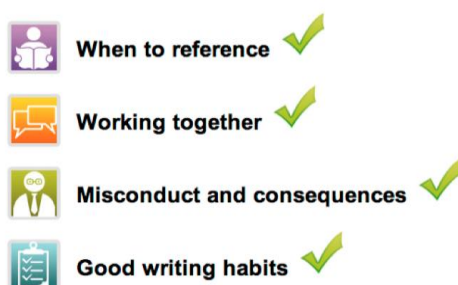 When to reference
Working together
Misconduct and consequences
Good writing habits